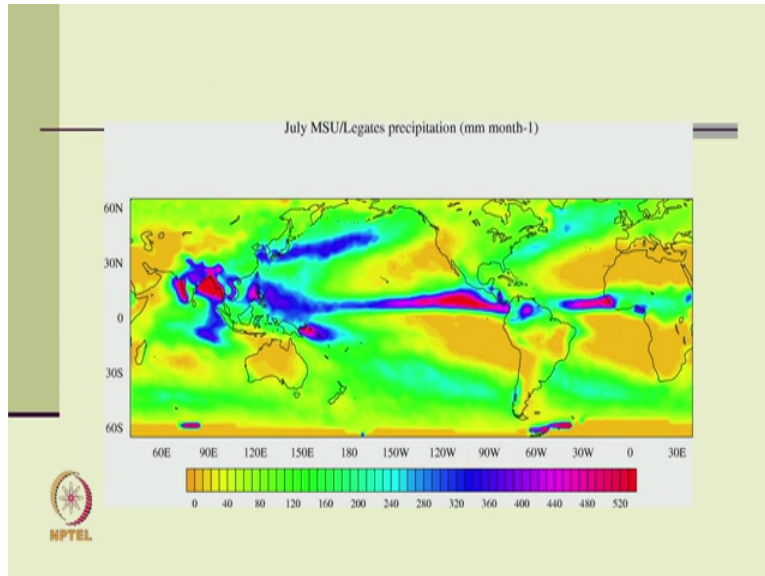 July MSU/Legates precipitation (mm month-1)
60N
30N
0
30S
60S
60E 90E 120E 150E 180 150W 120W 90W 60W 30W 0 30E
0 40 80 120 160 200 240 280 320 360 400 440 480 520
NPTEL